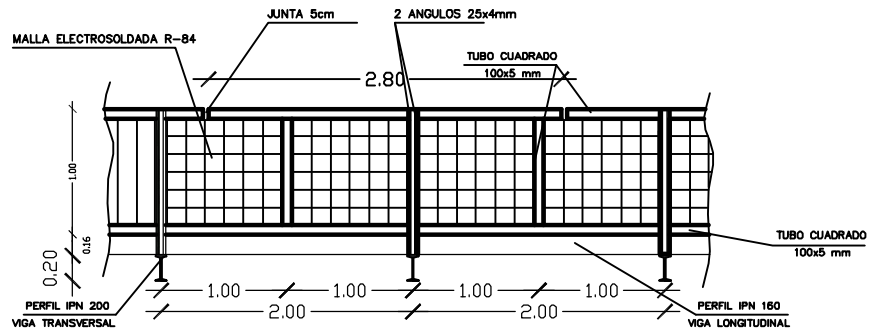 JUNTA 5cm
2 ANGULOS 25x4mm
MALLA ELECTROSOLDADA R-84
TUBO CUADRADO
100x5 mm
2.80
1.00
0.16
0.20
TUBO CUADRADO
100x5 mm
1.00
1.00
1.00
1.00
2.00
2.00
PERFIL IPN 200
VIGA TRANSVERSAL
PERFIL IPN 160
VIGA LONGITUDINAL